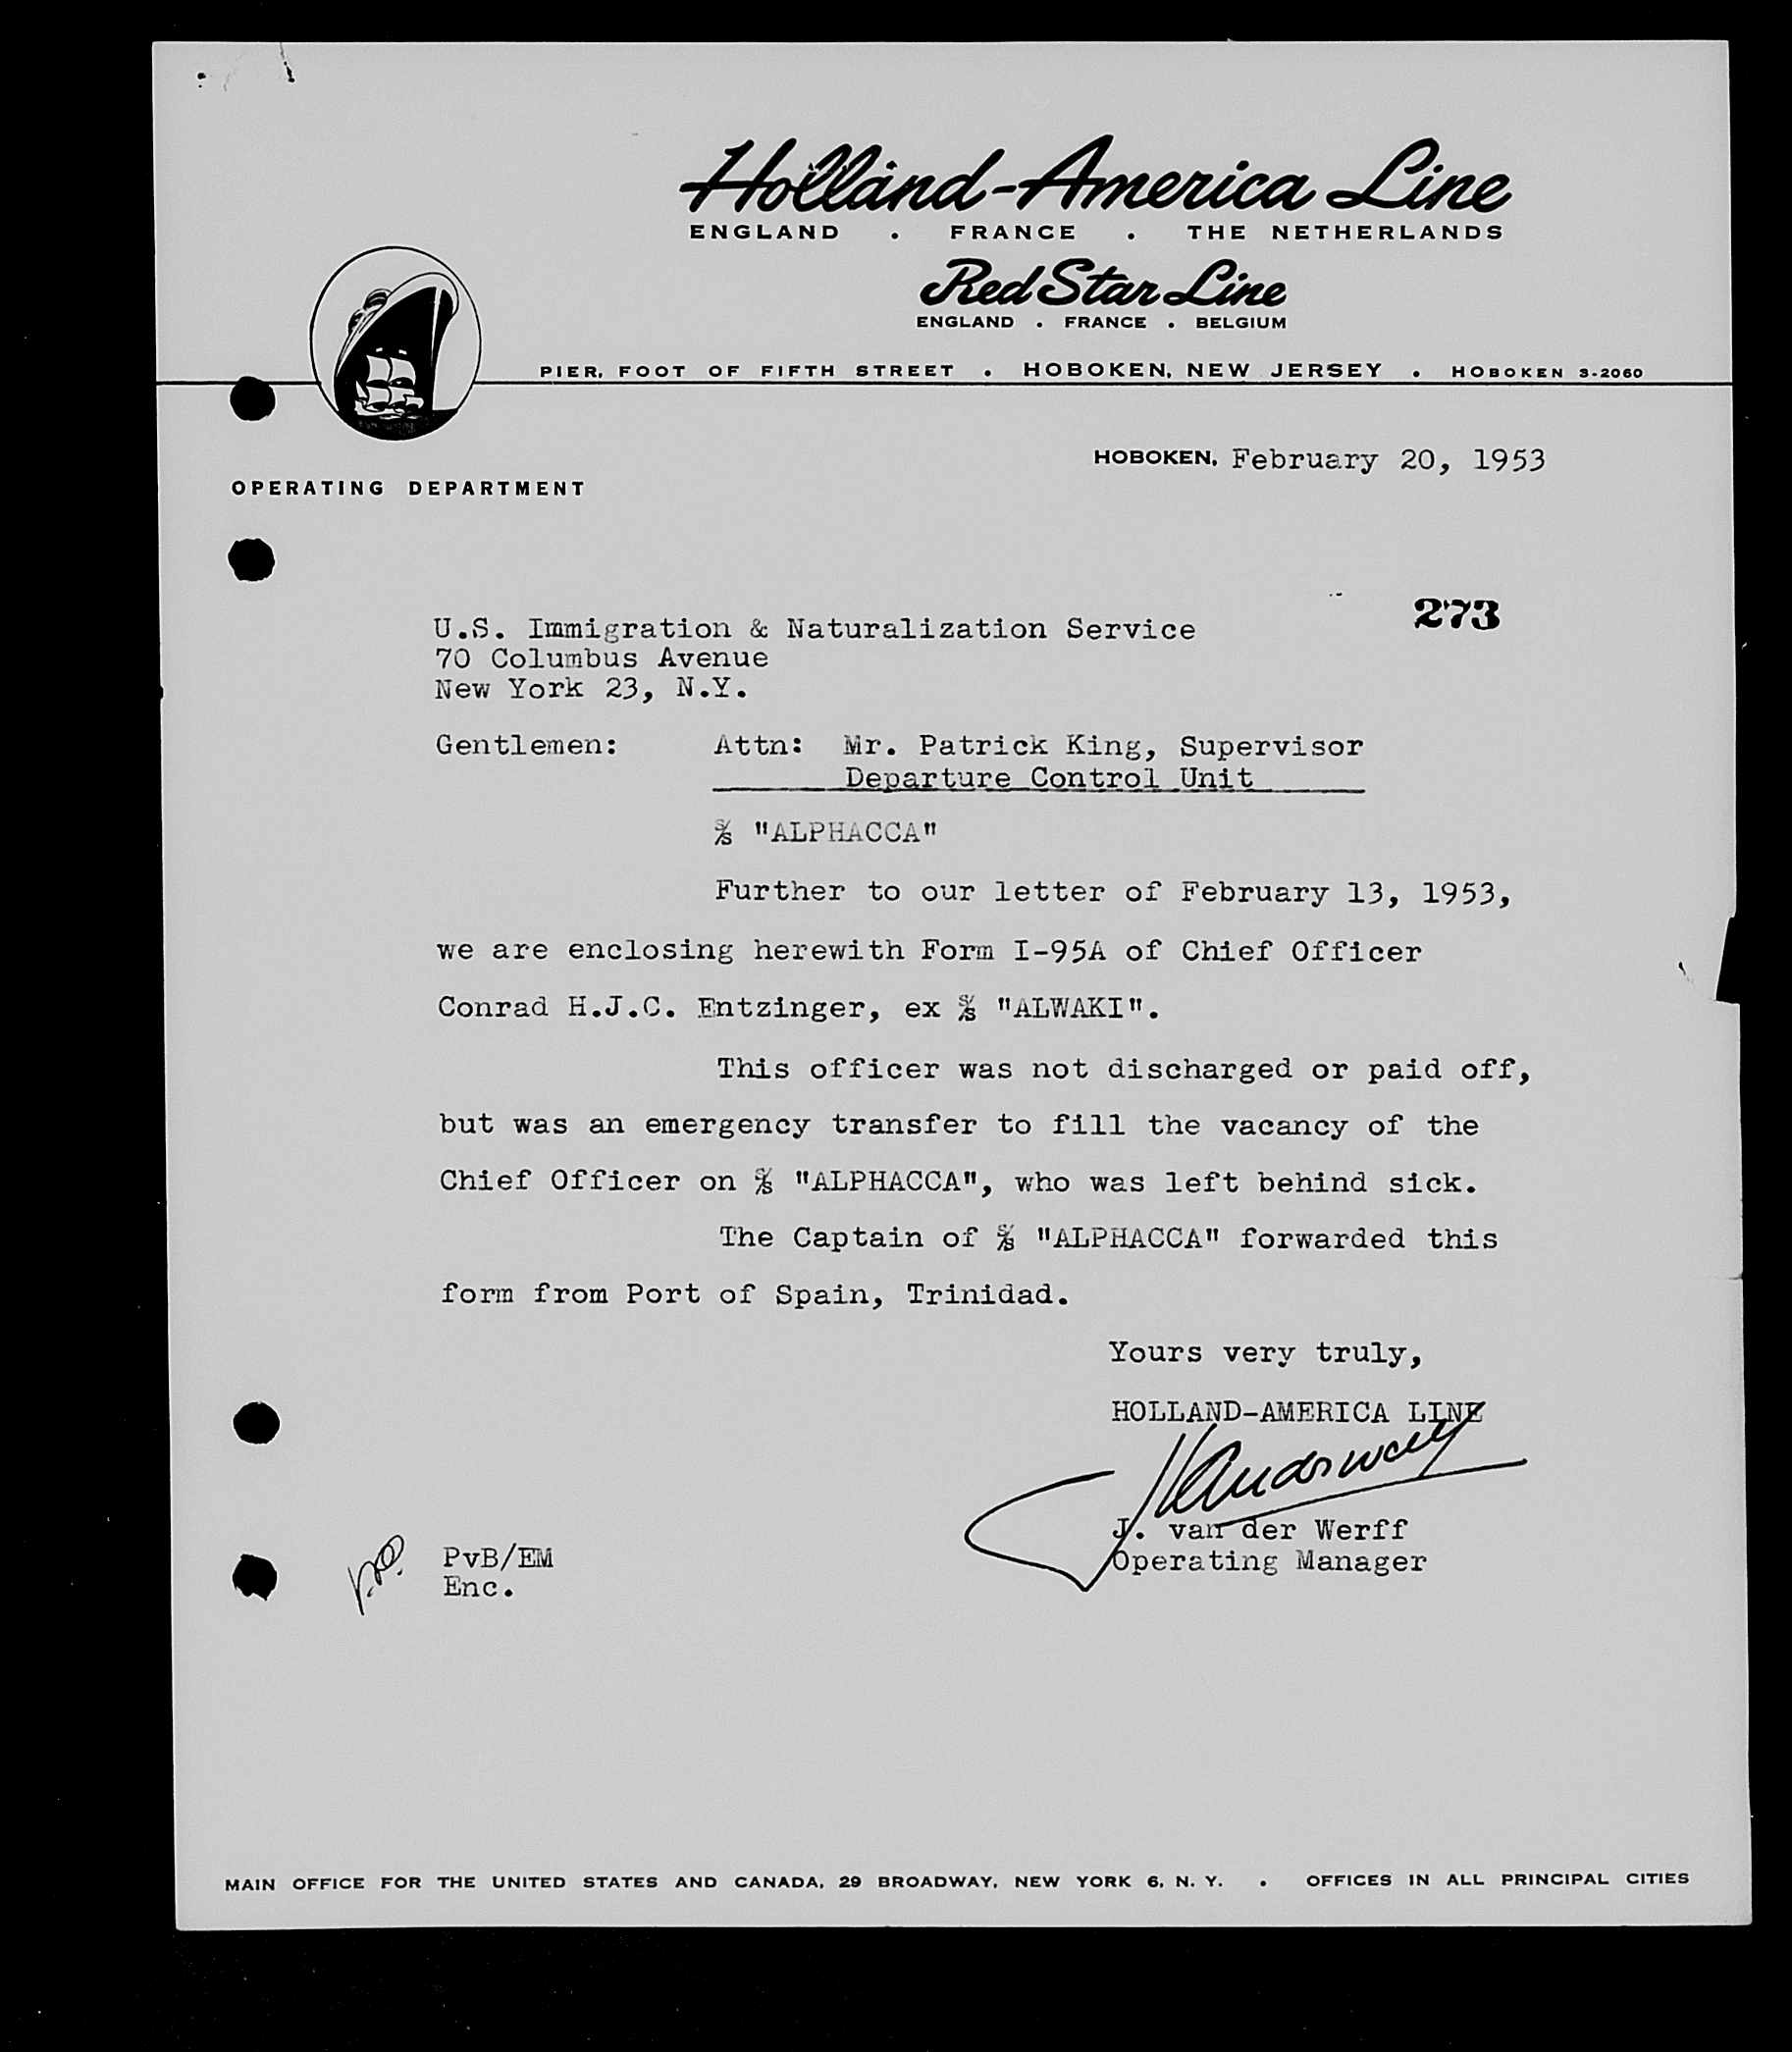 Holland-America Line
ENGLAND . FRANCE . THE NETHERLANDS
Red Star Line
ENGLAND . FRANCE . BELGIUM
PIER, FOOT OF FIFTH STREET . HOBOKEN, NEW JERSEY . HOBOKEN 3-2060
HOBOKEN, February 20, 1953
OPERATING DEPARTMENT
273
U.S. Immigration & Naturalization Service
70 Columbus Avenue
New York 23, N.Y.
Gentlemen: Attn: Mr. Patrick King, Supervisor
Departure Control Unit
S/S "ALPHACCA"
Further to our letter of February 13, 1953,
we are enclosing herewith Form I-95A of Chief Officer
Conrad H.J.C. Entzinger, ex S/S "ALWAKI".
This officer was not discharged or paid off,
but was an emergency transfer to fill the vacancy of the
Chief Officer on S/S "ALPHACCA", who was left behind sick.
The Captain of S/S "ALPHACCA" forwarded this
form from Port of Spain, Trinidad.
Yours very truly,
HOLLAND-AMERICA LINE
J. van der Werff
Operating Manager
PvB/EM
Enc.
MAIN OFFICE FOR THE UNITED STATES AND CANADA, 29 BROADWAY, NEW YORK 6, N. Y. . OFFICES IN ALL PRINCIPAL CITIES